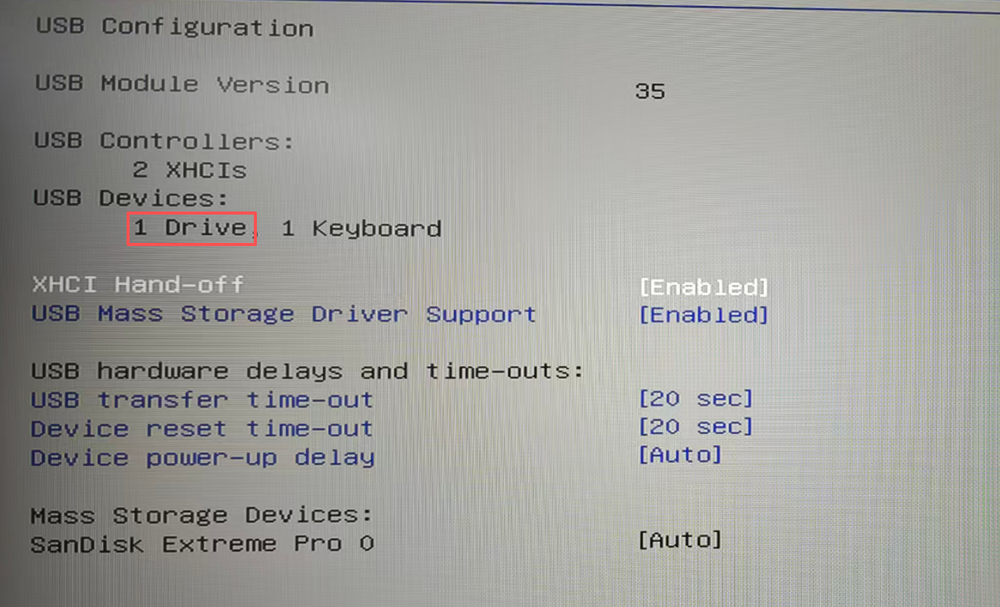 USB Configuration
USB Module Version 35
USB Controllers:
2 XHCIs
USB Devices:
1 Drive, 1 Keyboard
XHCI Hand-off [Enabled]
USB Mass Storage Driver Support [Enabled]
USB hardware delays and time-outs:
USB transfer time-out [20 sec]
Device reset time-out [20 sec]
Device power-up delay [Auto]
Mass Storage Devices:
SanDisk Extreme Pro 0 [Auto]